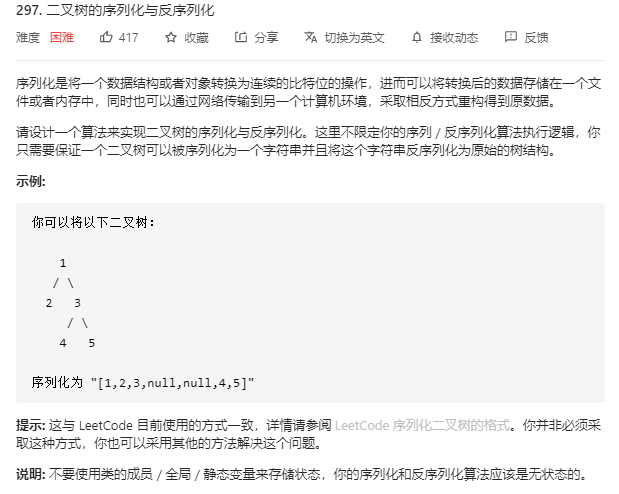 297. 二叉树的序列化与反序列化
难度 困难 417 收藏 分享 切换为英文 接收动态 反馈
序列化是将一个数据结构或者对象转换为连续的比特位的操作，进而可以将转换后的数据存储在一个文
件或者内存中，同时也可以通过网络传输到另一个计算机环境，采取相反方式重构得到原数据。
请设计一个算法来实现二叉树的序列化与反序列化。这里不限定你的序列 / 反序列化算法执行逻辑，你
只需要保证一个二叉树可以被序列化为一个字符串并且将这个字符串反序列化为原始的树结构。
示例:
你可以将以下二叉树：
1
/ \
2 3
/ \
4 5
序列化为 "[1,2,3,null,null,4,5]"
提示: 这与 LeetCode 目前使用的方式一致，详情请参阅 LeetCode 序列化二叉树的格式。你并非必须采
取这种方式，你也可以采用其他的方法解决这个问题。
说明: 不要使用类的成员 / 全局 / 静态变量来存储状态，你的序列化和反序列化算法应该是无状态的。